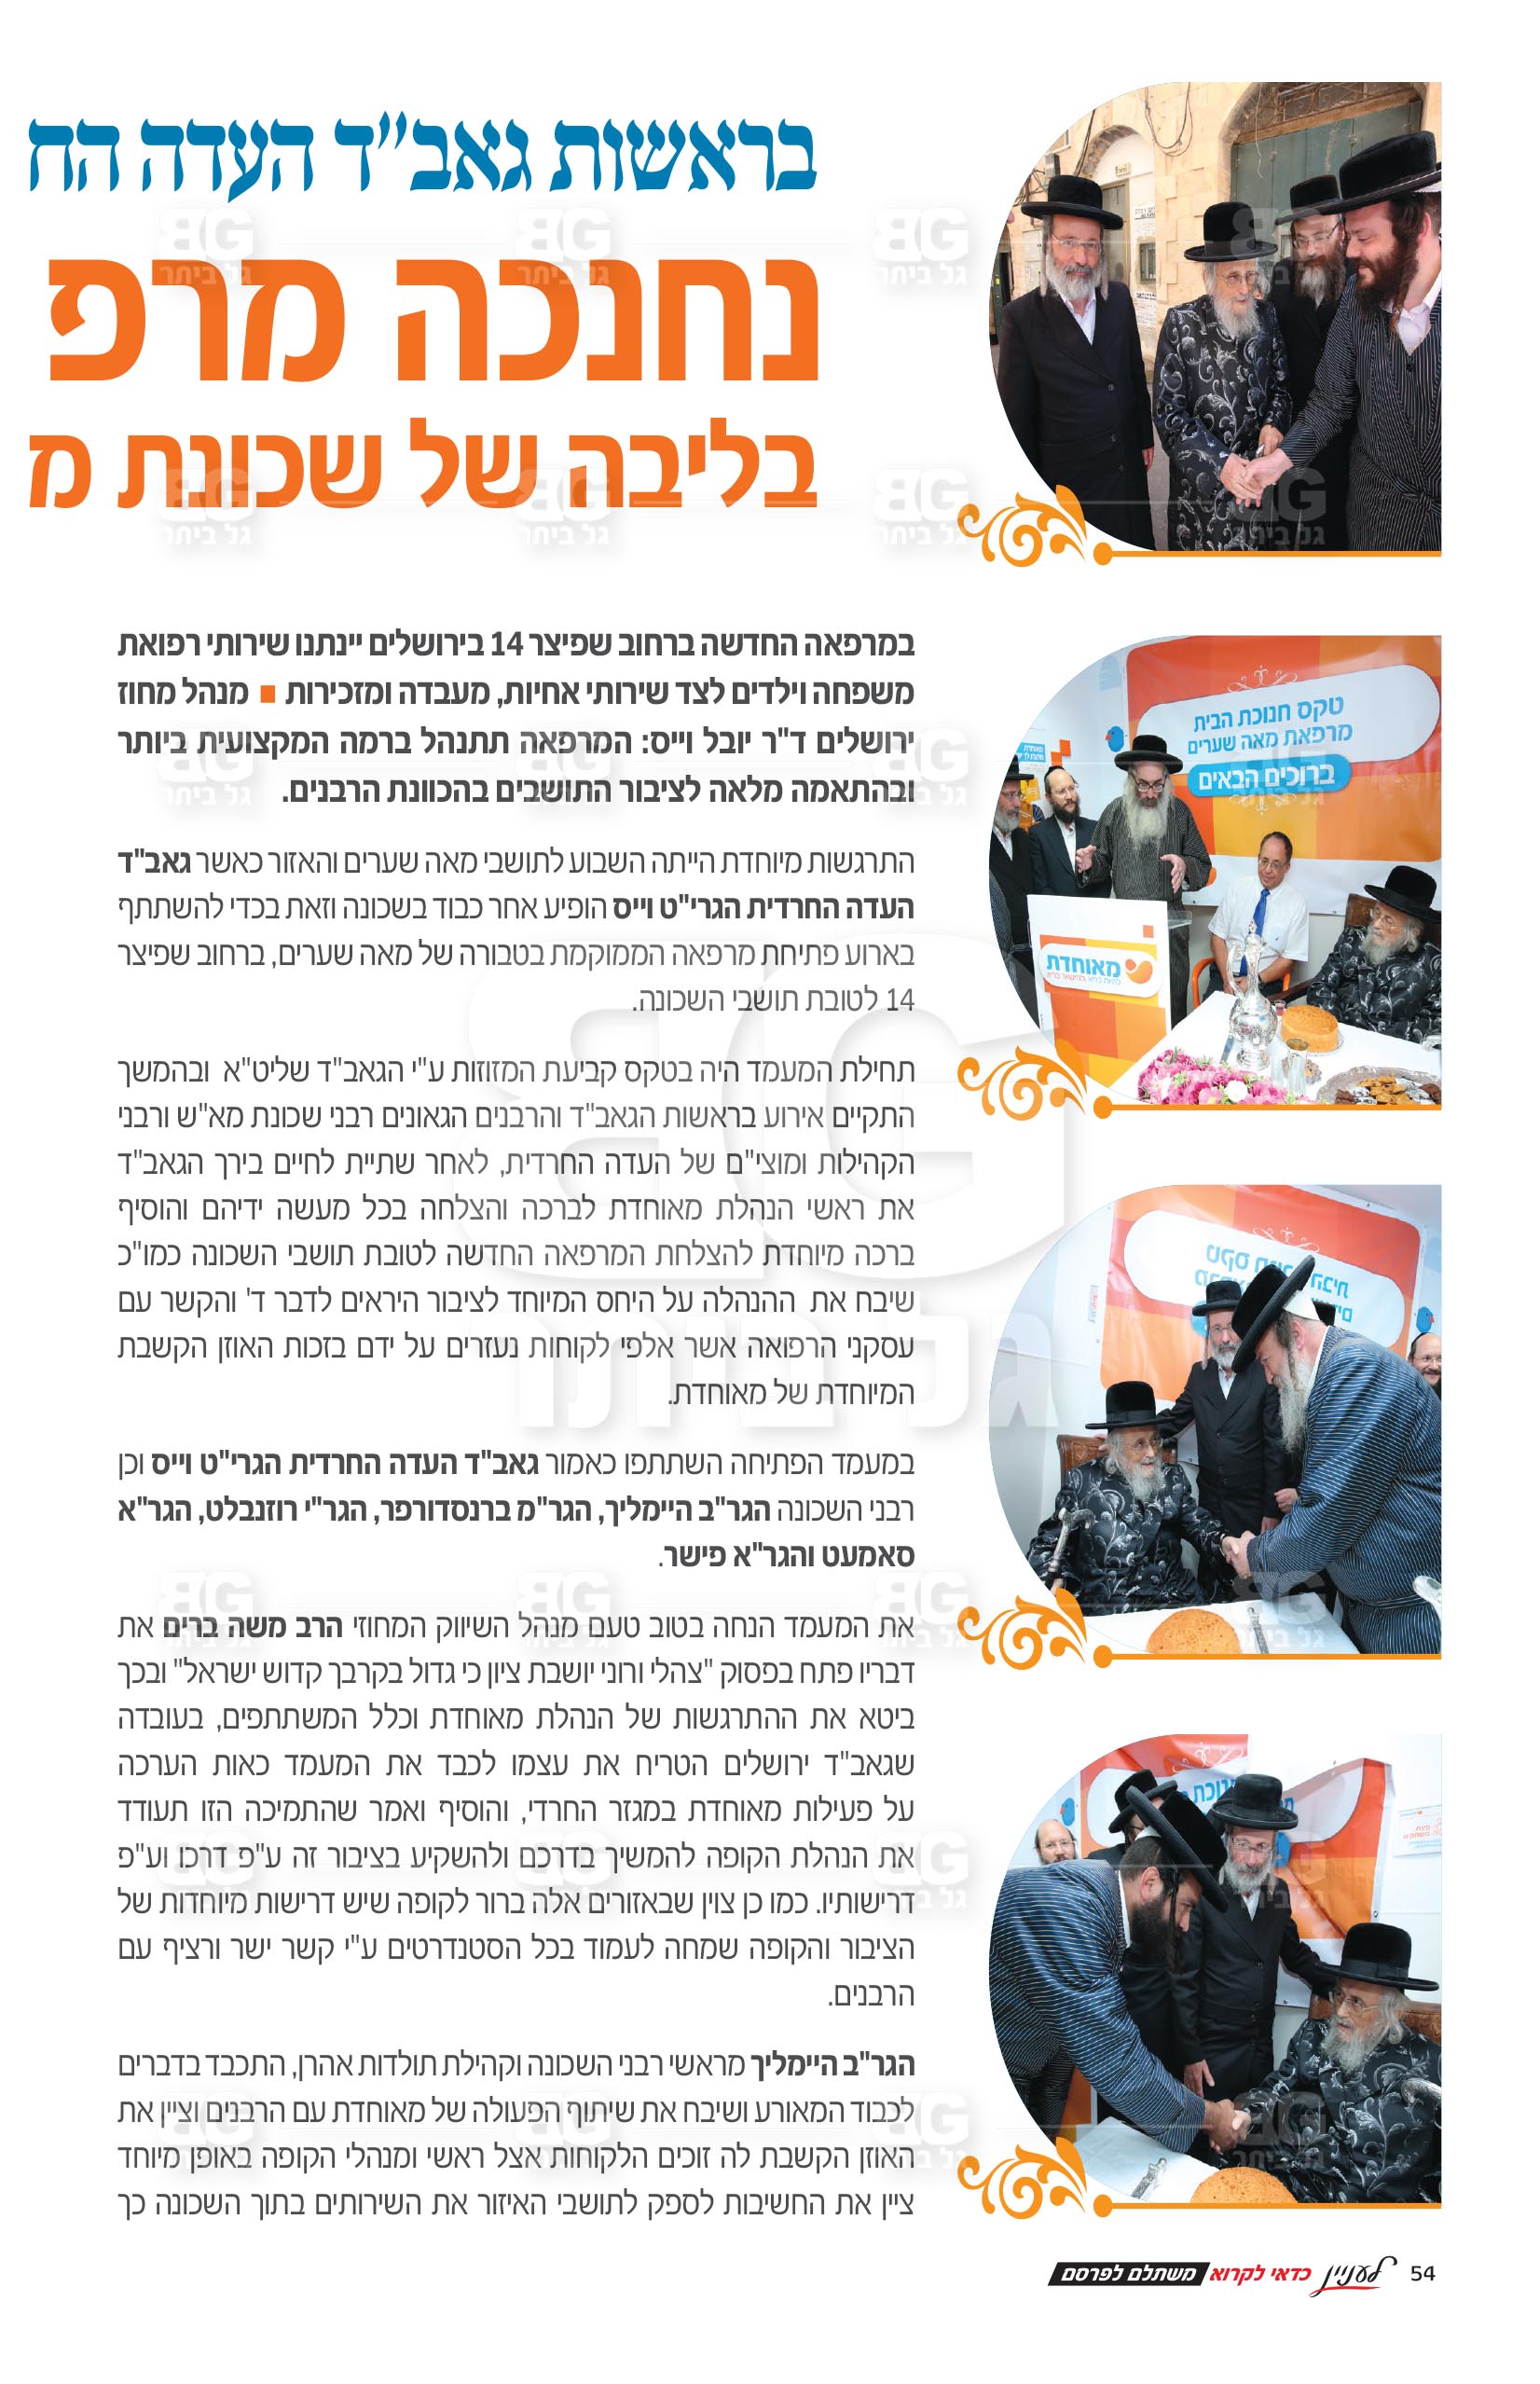 בראשות גאב"ד העדה הח
נחנכה מרפ
בליבה של שכונת מ
במרפאה החדשה ברחוב שפיצר 14 בירושלים יינתנו שירותי רפואת
משפחה וילדים לצד שירותי אחיות, מעבדה ומזכירות ■ מנהל מחוז
ירושלים ד"ר יובל וייס: המרפאה תתנהל ברמה המקצועית ביותר
ובהתאמה מלאה לציבור התושבים בהכוונת הרבנים.
התרגשות מיוחדת הייתה השבוע לתושבי מאה שערים והאזור כאשר גאב"ד
העדה החרדית הגרי"ט וייס הופיע אחר כבוד בשכונה וזאת בכדי להשתתף
בארוע פתיחת מרפאה הממוקמת בטבורה של מאה שערים, ברחוב שפיצר
14 לטובת תושבי השכונה.
תחילת המעמד היה בטקס קביעת המזוזות ע"י הגאב"ד שליט"א ובהמשך
התקיים אירוע בראשות הגאב"ד והרבנים הגאונים רבני שכונת מא"ש ורבני
הקהילות ומוצי"ם של העדה החרדית, לאחר שתיית לחיים בירך הגאב"ד
את ראשי הנהלת מאוחדת לברכה והצלחה בכל מעשה ידיהם והוסיף
ברכה מיוחדת להצלחת המרפאה החדשה לטובת תושבי השכונה כמו"כ
שיבח את ההנהלה על היחס המיוחד לציבור היראים לדבר ד' והקשר עם
עסקני הרפואה אשר אלפי לקוחות נעזרים על ידם בזכות האוזן הקשבת
המיוחדת של מאוחדת.
במעמד הפתיחה השתתפו כאמור גאב"ד העדה החרדית הגרי"ט וייס וכן
רבני השכונה הגר"ב היימליך, הגר"מ ברנסדורפר, הגר"י רוזנבלט, הגר"א
סאמעט והגר"א פישר.
את המעמד הנחה בטוב טעם מנהל השיווק המחוזי הרב משה ברים את
דבריו פתח בפסוק "צהלי ורוני יושבת ציון כי גדול בקרבך קדוש ישראל" ובכך
ביטא את ההתרגשות של הנהלת מאוחדת וכלל המשתתפים, בעובדה
שגאב"ד ירושלים הטריח את עצמו לכבד את המעמד כאות הערכה
על פעילות מאוחדת במגזר החרדי, והוסיף ואמר שהתמיכה הזו תעודד
את הנהלת הקופה להמשיך בדרכם ולהשקיע בציבור זה ע"פ דרכו וע"פ
דרישותיו. כמו כן צוין שבאזורים אלה ברור לקופה שיש דרישות מיוחדות של
הציבור והקופה שמחה לעמוד בכל הסטנדרטים ע"י קשר ישר ורציף עם
הרבנים.
הגר"ב היימליך מראשי רבני השכונה וקהילת תולדות אהרן, התכבד בדברים
לכבוד המאורע ושיבח את שיתוף הפעולה של מאוחדת עם הרבנים וציין את
האוזן הקשבת לה זוכים הלקוחות אצל ראשי ומנהלי הקופה באופן מיוחד
ציין את החשיבות לספק לתושבי האיזור את השירותים בתוך השכונה כך
טקס חנוכת הבית
מרפאת מאה שערים
ברוכים הבאים
מאוחדת
להיות בריא ולהישאר בריא
54 לעניין כדאי לקרוא משתלם לפרסם
BG
גל ביתר